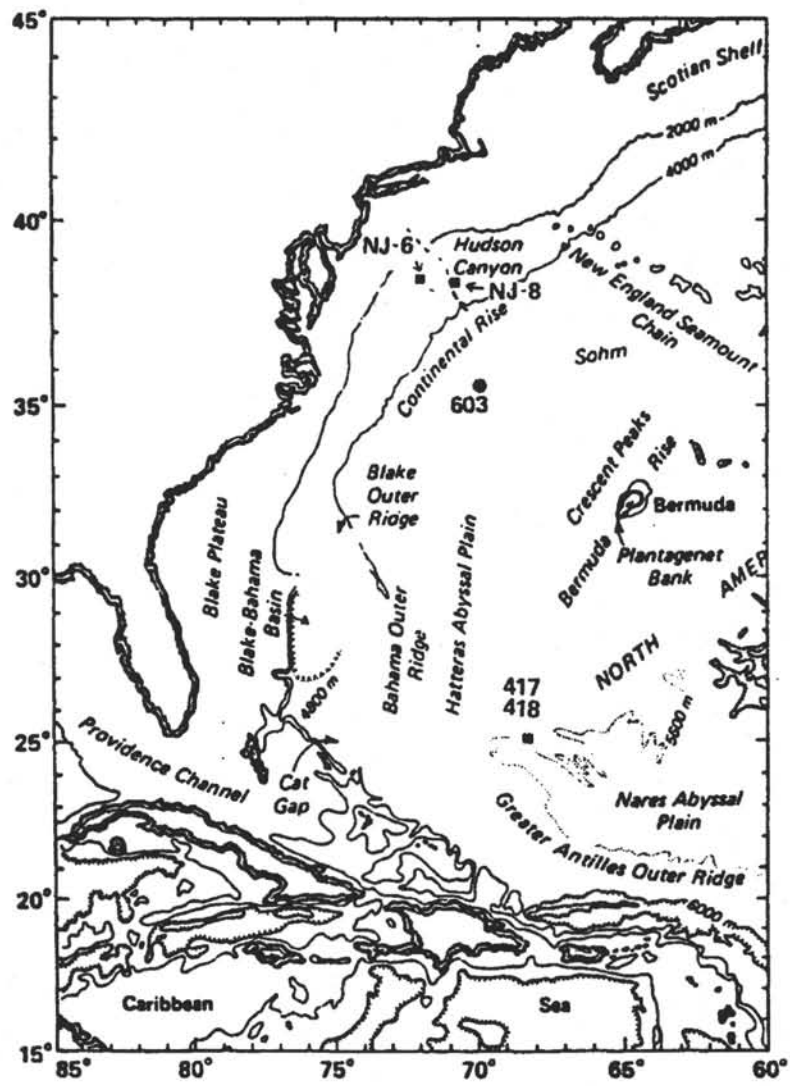 45°
Scotian Shelf
2000 m
4000 m
40°
NJ-6
Hudson
Canyon
NJ-8
New England Seamount
Chain
Continental Rise
Sohm
603
35°
Crescent Peaks
Bermuda Rise
Bermuda
Plantagenet
Bank
Blake
Outer
Ridge
Blake Plateau
30°
Blake-Bahama
Basin
Bahama Outer
Ridge
Hatteras Abyssal Plain
NORTH
AMER
4800 m
417
418
5600 m
25°
Providence Channel
Cat
Gap
Nares Abyssal
Plain
Greater Antilles Outer Ridge
20°
6000 m
Caribbean
Sea
15°
85°
80°
75°
70°
65°
60°